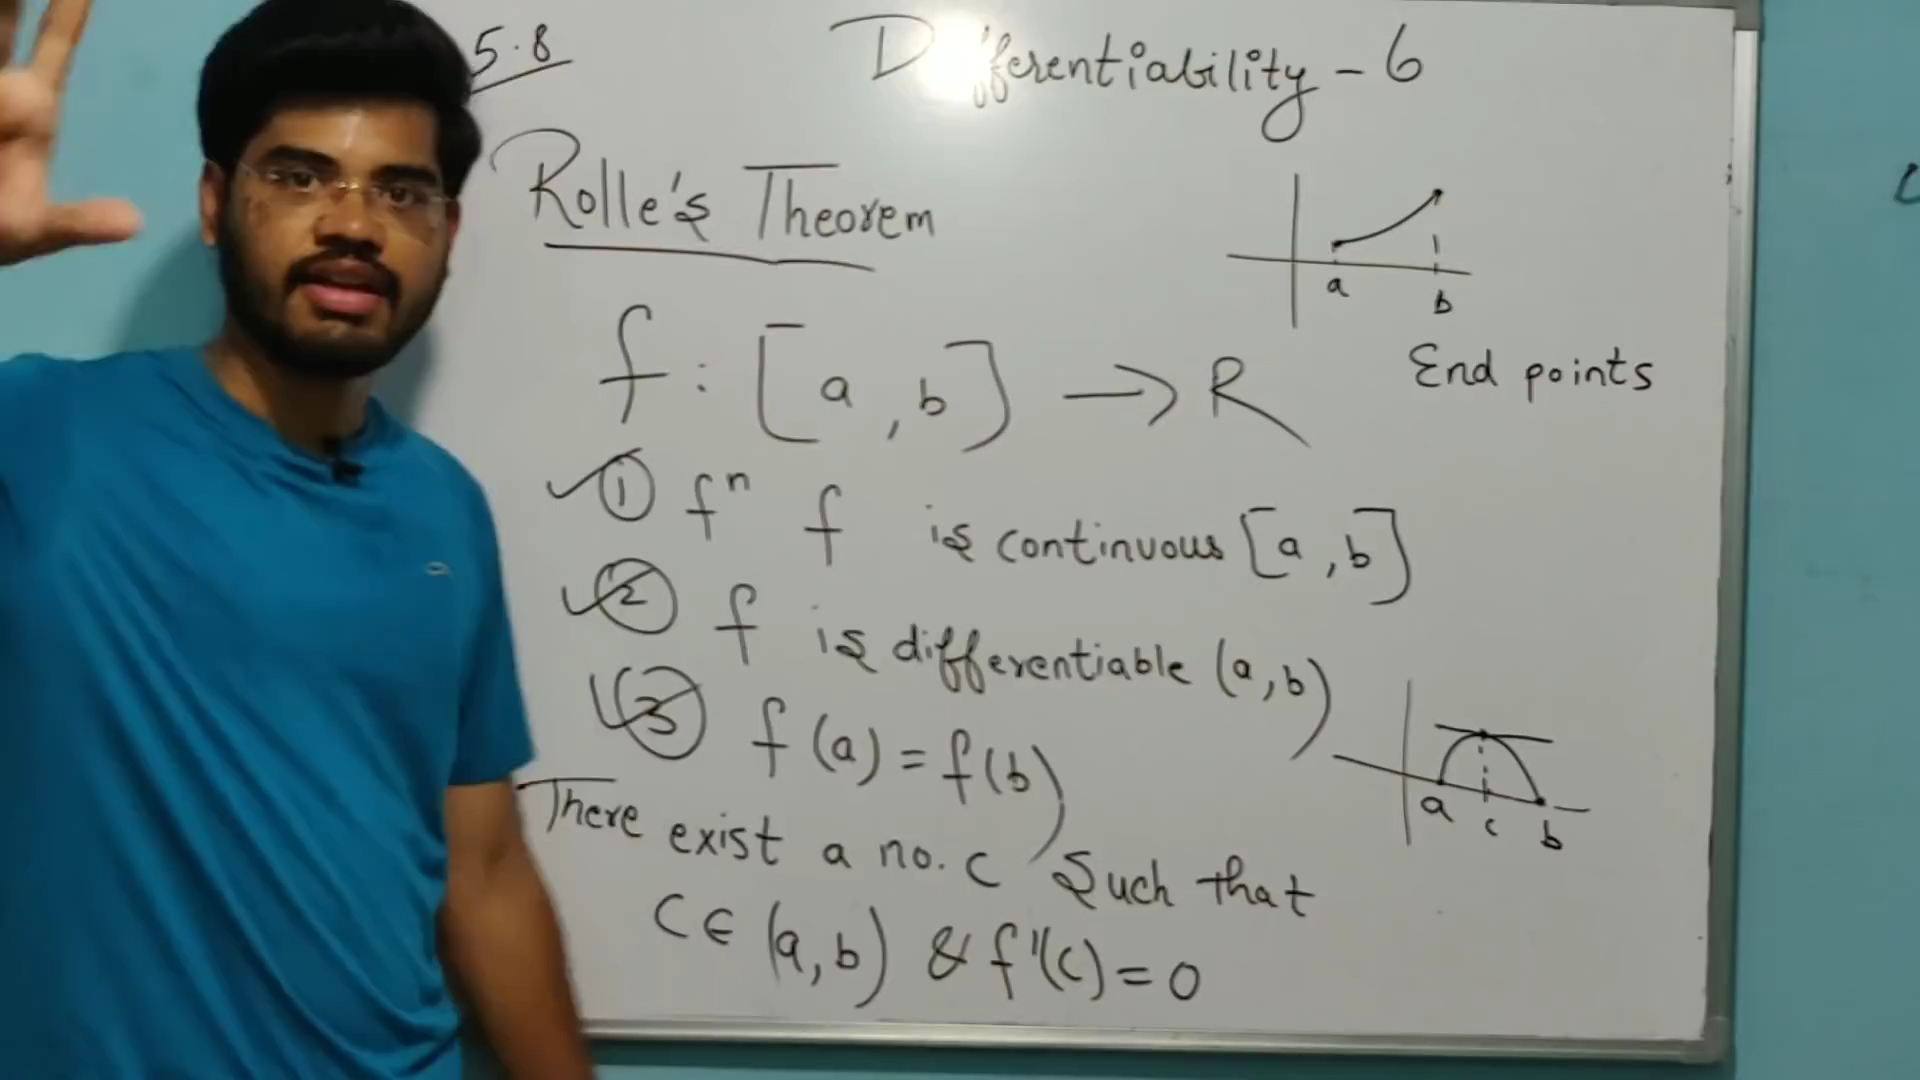 5.8
Differentiability - 6
Rolle's Theorem
a b
End points
f : [a, b] → R
① fⁿ f is continuous [a, b]
② f is differentiable (a, b)
③ f(a) = f(b)
a c b
There exist a no. c such that
c ∈ (a, b) & f'(c) = 0